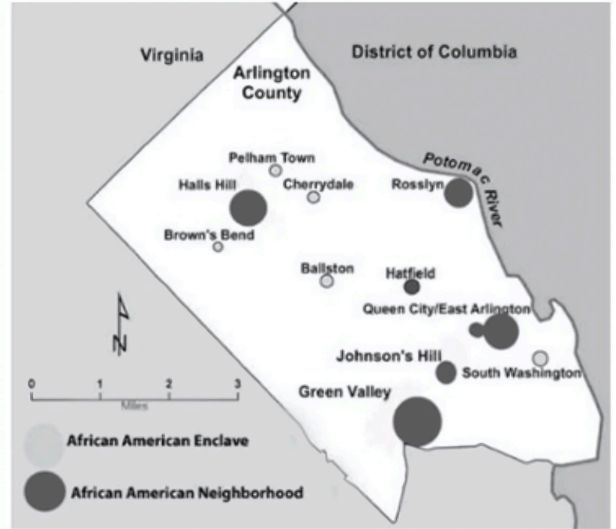 Virginia
District of Columbia
Arlington
County
Potomac
River
Pelham Town
Halls Hill
Cherrydale
Rosslyn
Brown's Bend
Ballston
Hatfield
Queen City/East Arlington
Johnson's Hill
South Washington
Green Valley
N
0
1
2
3
Miles
African American Enclave
African American Neighborhood